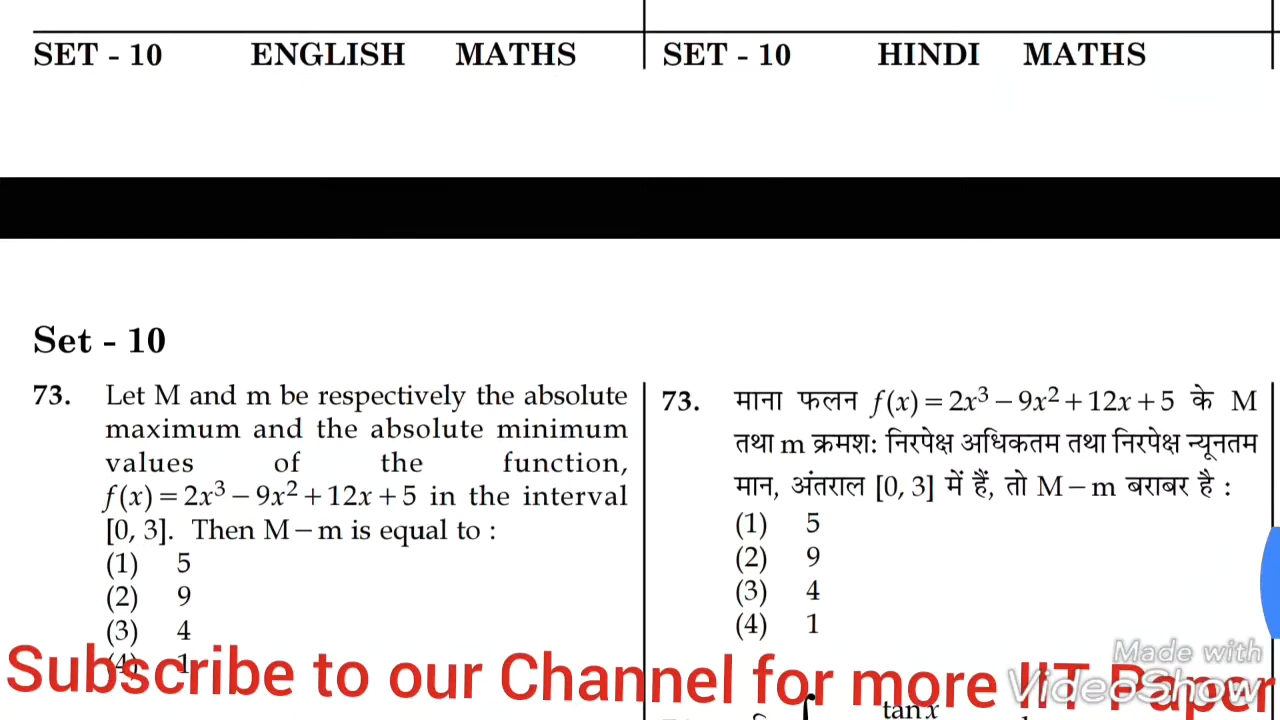 SET - 10 ENGLISH MATHS
SET - 10 HINDI MATHS
Set - 10
73. Let M and m be respectively the absolute
maximum and the absolute minimum
values of the function,
f(x) = 2x³ – 9x² + 12x + 5 in the interval
[0, 3]. Then M – m is equal to :
(1) 5
(2) 9
(3) 4
(4) 1
73. माना फलन f(x) = 2x³ – 9x² + 12x + 5 के M
तथा m क्रमश: निरपेक्ष अधिकतम तथा निरपेक्ष न्यूनतम
मान, अंतराल [0, 3] में हैं, तो M – m बराबर है :
(1) 5
(2) 9
(3) 4
(4) 1
Made with
VideoShow
Subscribe to our Channel for more IIT Paper
tan x